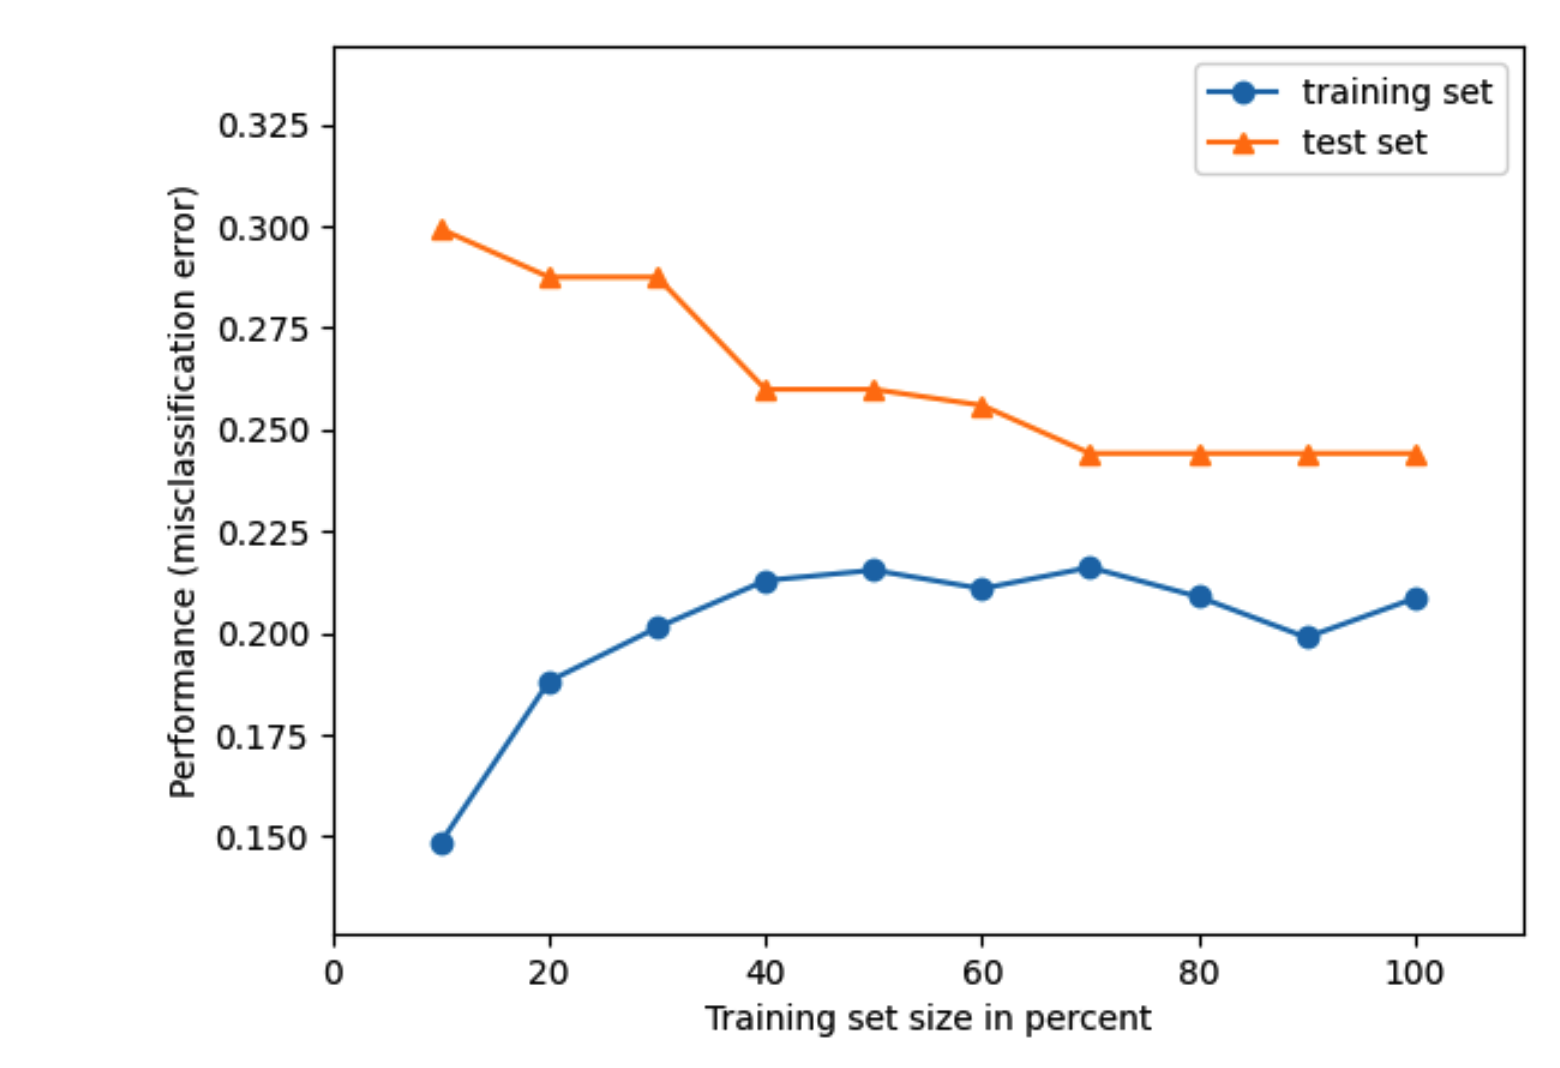 training set
test set
0.325
0.300
0.275
0.250
0.225
0.200
0.175
0.150
Performance (misclassification error)
0 20 40 60 80 100
Training set size in percent